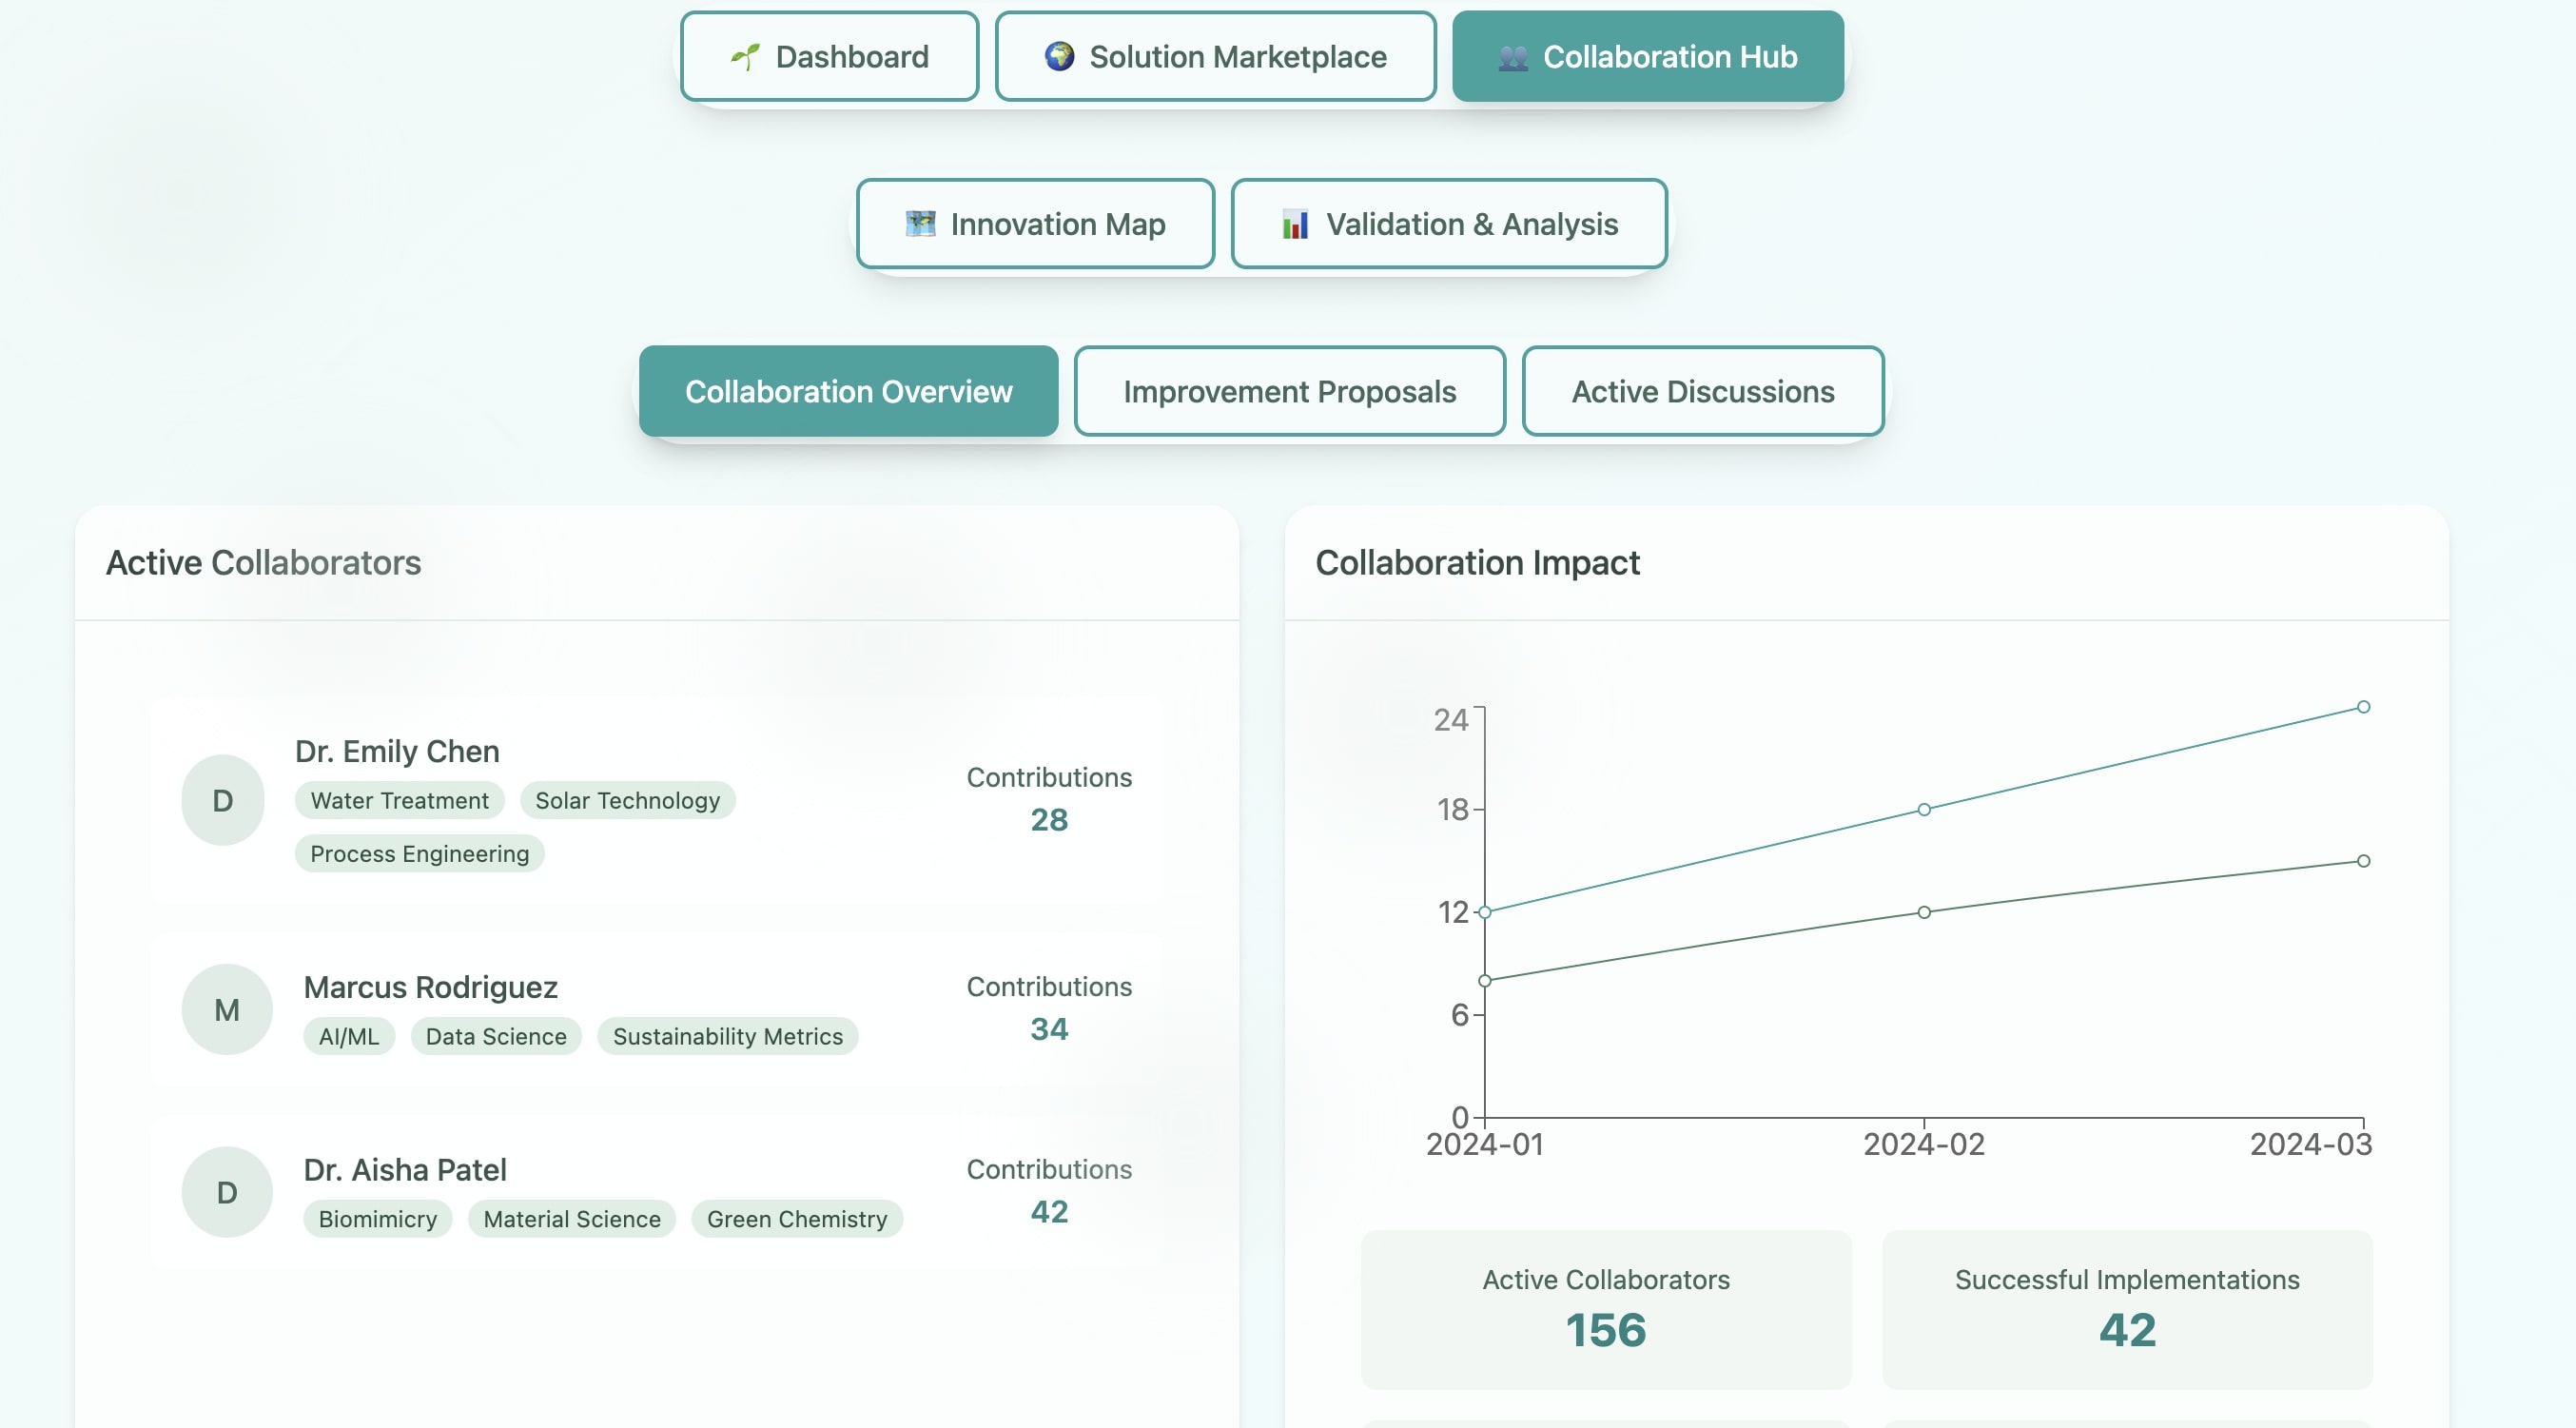 Dashboard
Solution Marketplace
Collaboration Hub
Innovation Map
Validation & Analysis
Collaboration Overview
Improvement Proposals
Active Discussions
Active Collaborators
D
Dr. Emily Chen
Water Treatment
Solar Technology
Process Engineering
Contributions
28
M
Marcus Rodriguez
AI/ML
Data Science
Sustainability Metrics
Contributions
34
D
Dr. Aisha Patel
Biomimicry
Material Science
Green Chemistry
Contributions
42
Collaboration Impact
24
18
12
6
0
2024-01
2024-02
2024-03
Active Collaborators
156
Successful Implementations
42